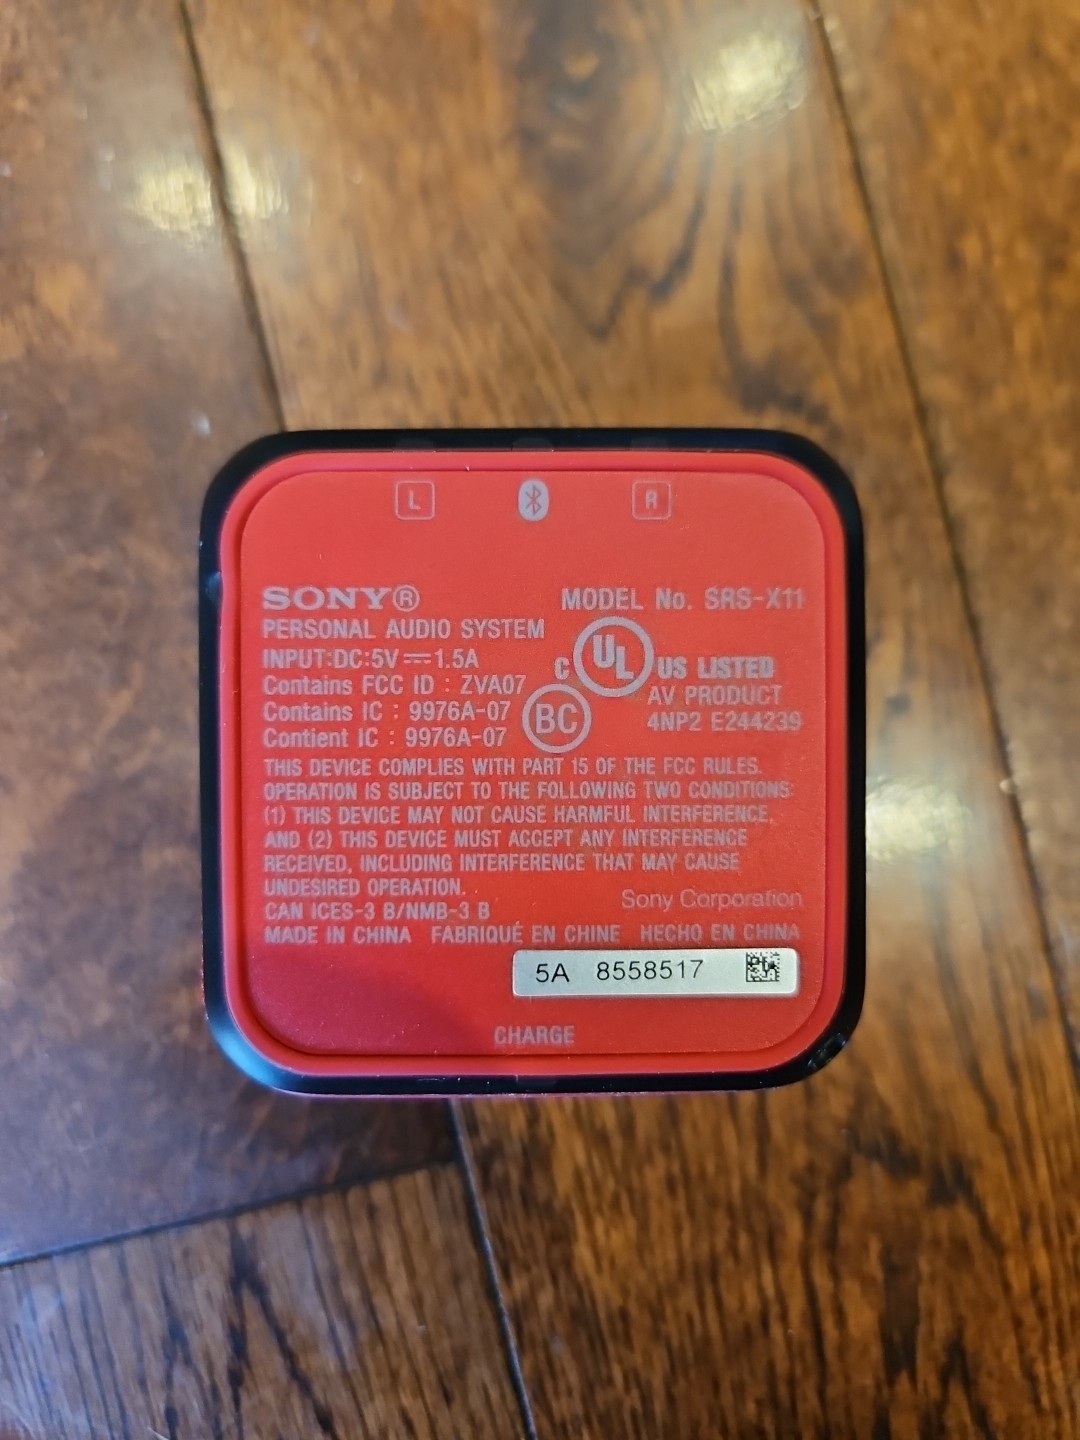 L R
SONY® MODEL No. SRS-X11
PERSONAL AUDIO SYSTEM
INPUT:DC:5V⎓1.5A C UL US LISTED
Contains FCC ID : ZVA07 AV PRODUCT
Contains IC : 9976A-07 BC 4NP2 E244239
Contient IC : 9976A-07
THIS DEVICE COMPLIES WITH PART 15 OF THE FCC RULES.
OPERATION IS SUBJECT TO THE FOLLOWING TWO CONDITIONS:
(1) THIS DEVICE MAY NOT CAUSE HARMFUL INTERFERENCE,
AND (2) THIS DEVICE MUST ACCEPT ANY INTERFERENCE
RECEIVED, INCLUDING INTERFERENCE THAT MAY CAUSE
UNDESIRED OPERATION.
Sony Corporation
CAN ICES-3 B/NMB-3 B
MADE IN CHINA FABRIQUÉ EN CHINE HECHO EN CHINA
5A 8558517
CHARGE